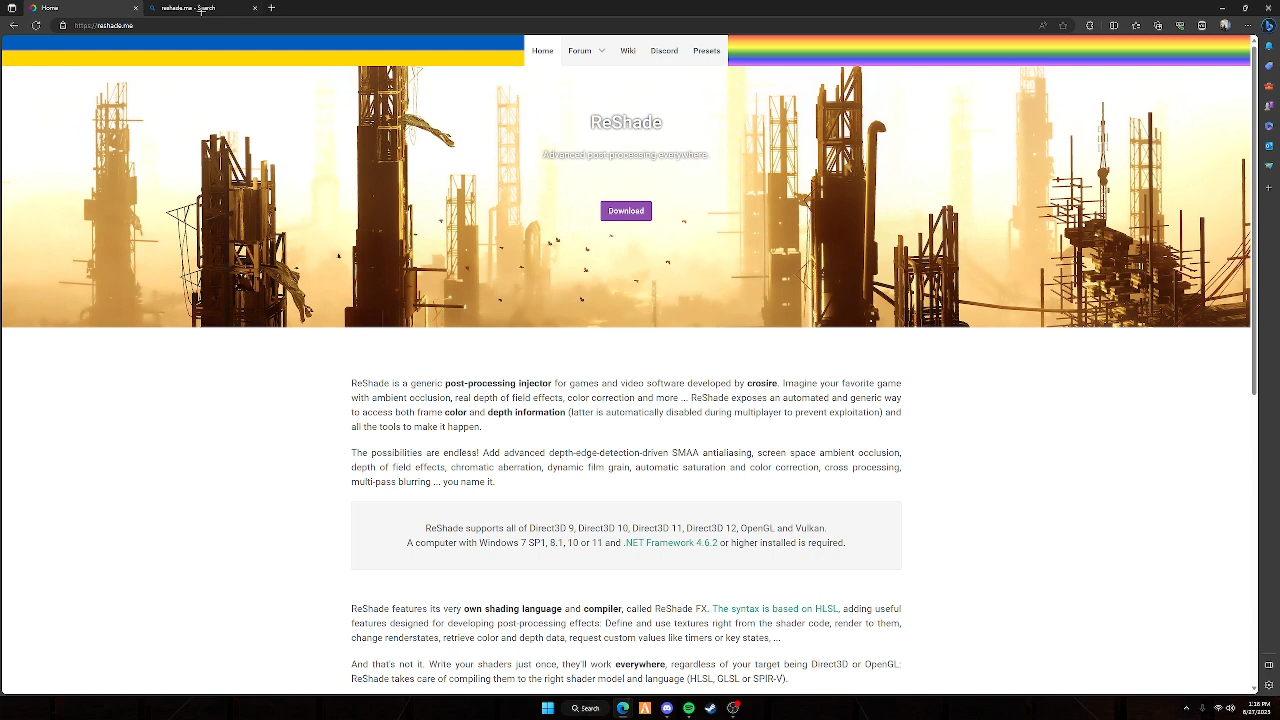 Home
reshade.me - Search
https://reshade.me
Home Forum Wiki Discord Presets
ReShade
Advanced post-processing everywhere.
Download
ReShade is a generic post-processing injector for games and video software developed by crosire. Imagine your favorite game
with ambient occlusion, real depth of field effects, color correction and more ... ReShade exposes an automated and generic way
to access both frame color and depth information (latter is automatically disabled during multiplayer to prevent exploitation) and
all the tools to make it happen.
The possibilities are endless! Add advanced depth-edge-detection-driven SMAA antialiasing, screen space ambient occlusion,
depth of field effects, chromatic aberration, dynamic film grain, automatic saturation and color correction, cross processing,
multi-pass blurring ... you name it.
ReShade supports all of Direct3D 9, Direct3D 10, Direct3D 11, Direct3D 12, OpenGL and Vulkan.
A computer with Windows 7 SP1, 8.1, 10 or 11 and .NET Framework 4.6.2 or higher installed is required.
ReShade features its very own shading language and compiler, called ReShade FX. The syntax is based on HLSL, adding useful
features designed for developing post-processing effects: Define and use textures right from the shader code, render to them,
change renderstates, retrieve color and depth data, request custom values like timers or key states, ...
And that's not it. Write your shaders just once, they'll work everywhere, regardless of your target being Direct3D or OpenGL:
ReShade takes care of compiling them to the right shader model and language (HLSL, GLSL or SPIR-V).
Search
1:16 PM
8/27/2023